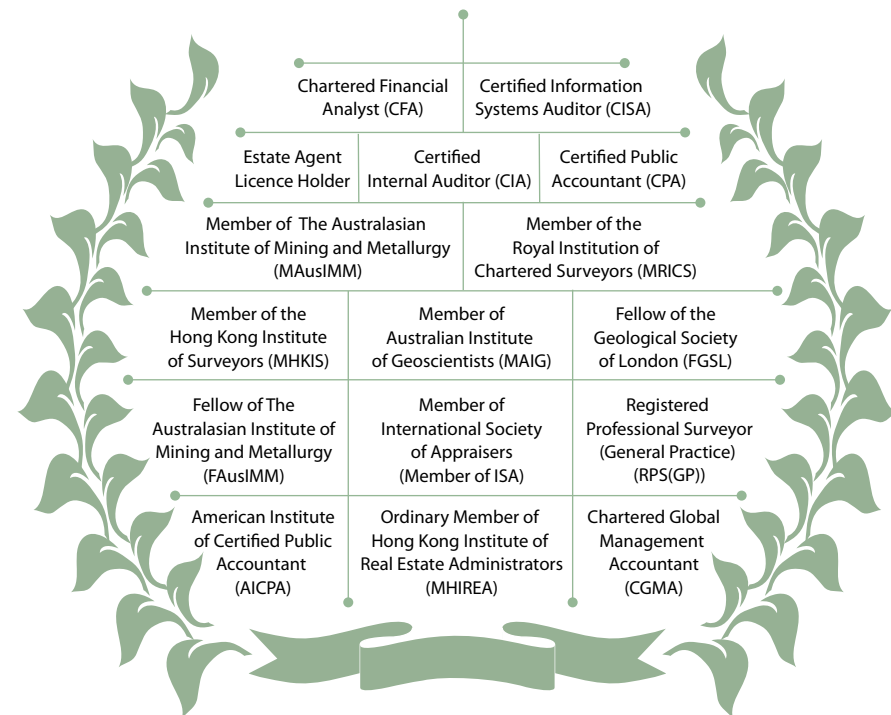 Chartered Financial
Analyst (CFA)
Certified Information
Systems Auditor (CISA)
Estate Agent
Licence Holder
Certified
Internal Auditor (CIA)
Certified Public
Accountant (CPA)
Member of The Australasian
Institute of Mining and Metallurgy
(MAusIMM)
Member of the
Royal Institution of
Chartered Surveyors (MRICS)
Member of the
Hong Kong Institute
of Surveyors (MHKIS)
Member of
Australian Institute
of Geoscientists (MAIG)
Fellow of the
Geological Society
of London (FGSL)
Fellow of The
Australasian Institute of
Mining and Metallurgy
(FAusIMM)
Member of
International Society
of Appraisers
(Member of ISA)
Registered
Professional Surveyor
(General Practice)
(RPS(GP))
American Institute
of Certified Public
Accountant
(AICPA)
Ordinary Member of
Hong Kong Institute of
Real Estate Administrators
(MHIREA)
Chartered Global
Management
Accountant
(CGMA)